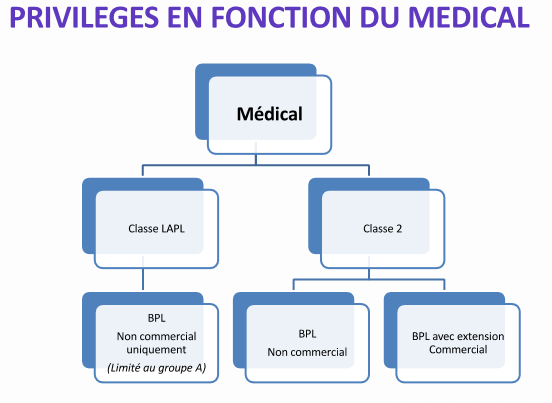 PRIVILEGES EN FONCTION DU MEDICAL
Médical
Classe LAPL
Classe 2
BPL
Non commercial
uniquement
(Limité au groupe A)
BPL
Non commercial
BPL avec extension
Commercial